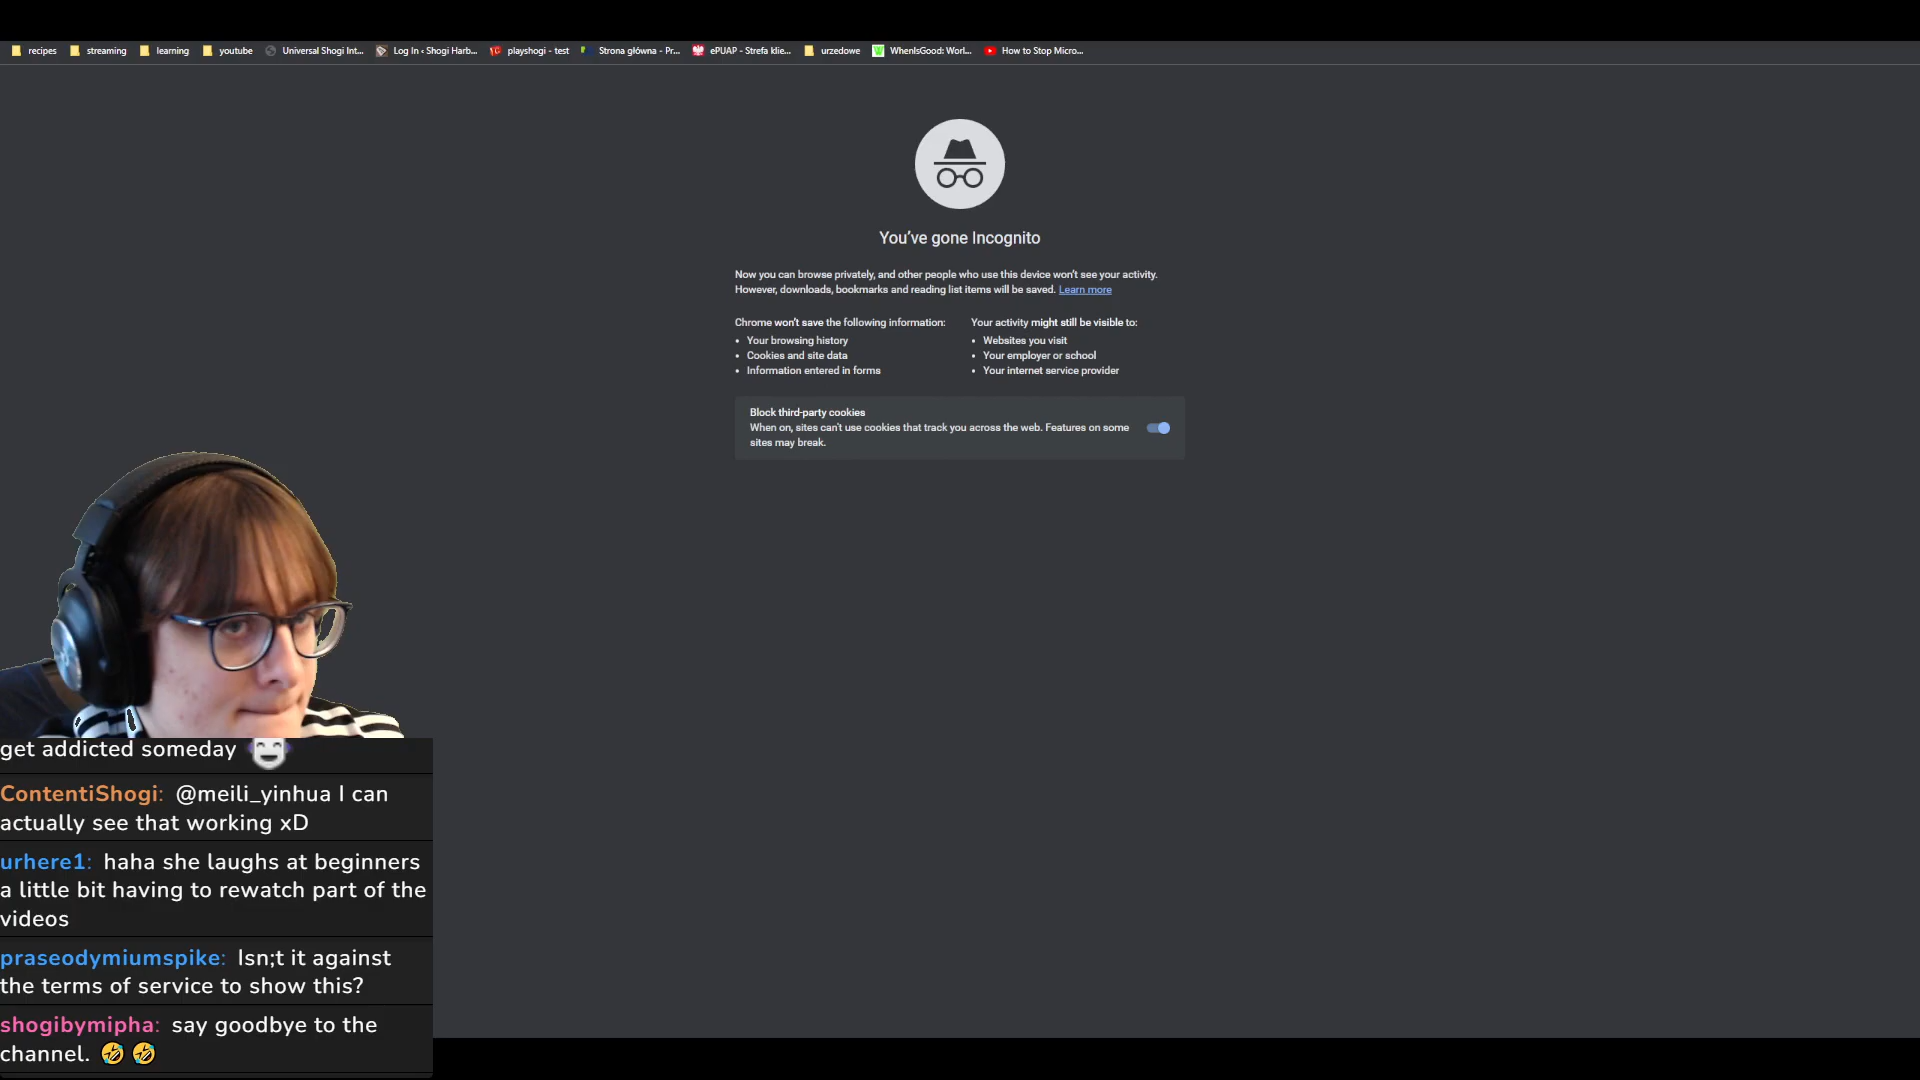 recipes streaming learning youtube Universal Shogi Int... Log In ‹ Shogi Harb... playshogi - test Strona główna - Pr... ePUAP - Strefa klie... urzedowe WhenIsGood: Worl... How to Stop Micro...
You've gone Incognito
Now you can browse privately, and other people who use this device won't see your activity.
However, downloads, bookmarks and reading list items will be saved. Learn more
Chrome won't save the following information:
Your browsing history
Cookies and site data
Information entered in forms
Your activity might still be visible to:
Websites you visit
Your employer or school
Your internet service provider
Block third-party cookies
When on, sites can't use cookies that track you across the web. Features on some
sites may break.
get addicted someday
ContentiShogi: @meili_yinhua I can
actually see that working xD
urhere1: haha she laughs at beginners
a little bit having to rewatch part of the
videos
praseodymiumspike: Isn;t it against
the terms of service to show this?
shogibymipha: say goodbye to the
channel. 🤣 🤣